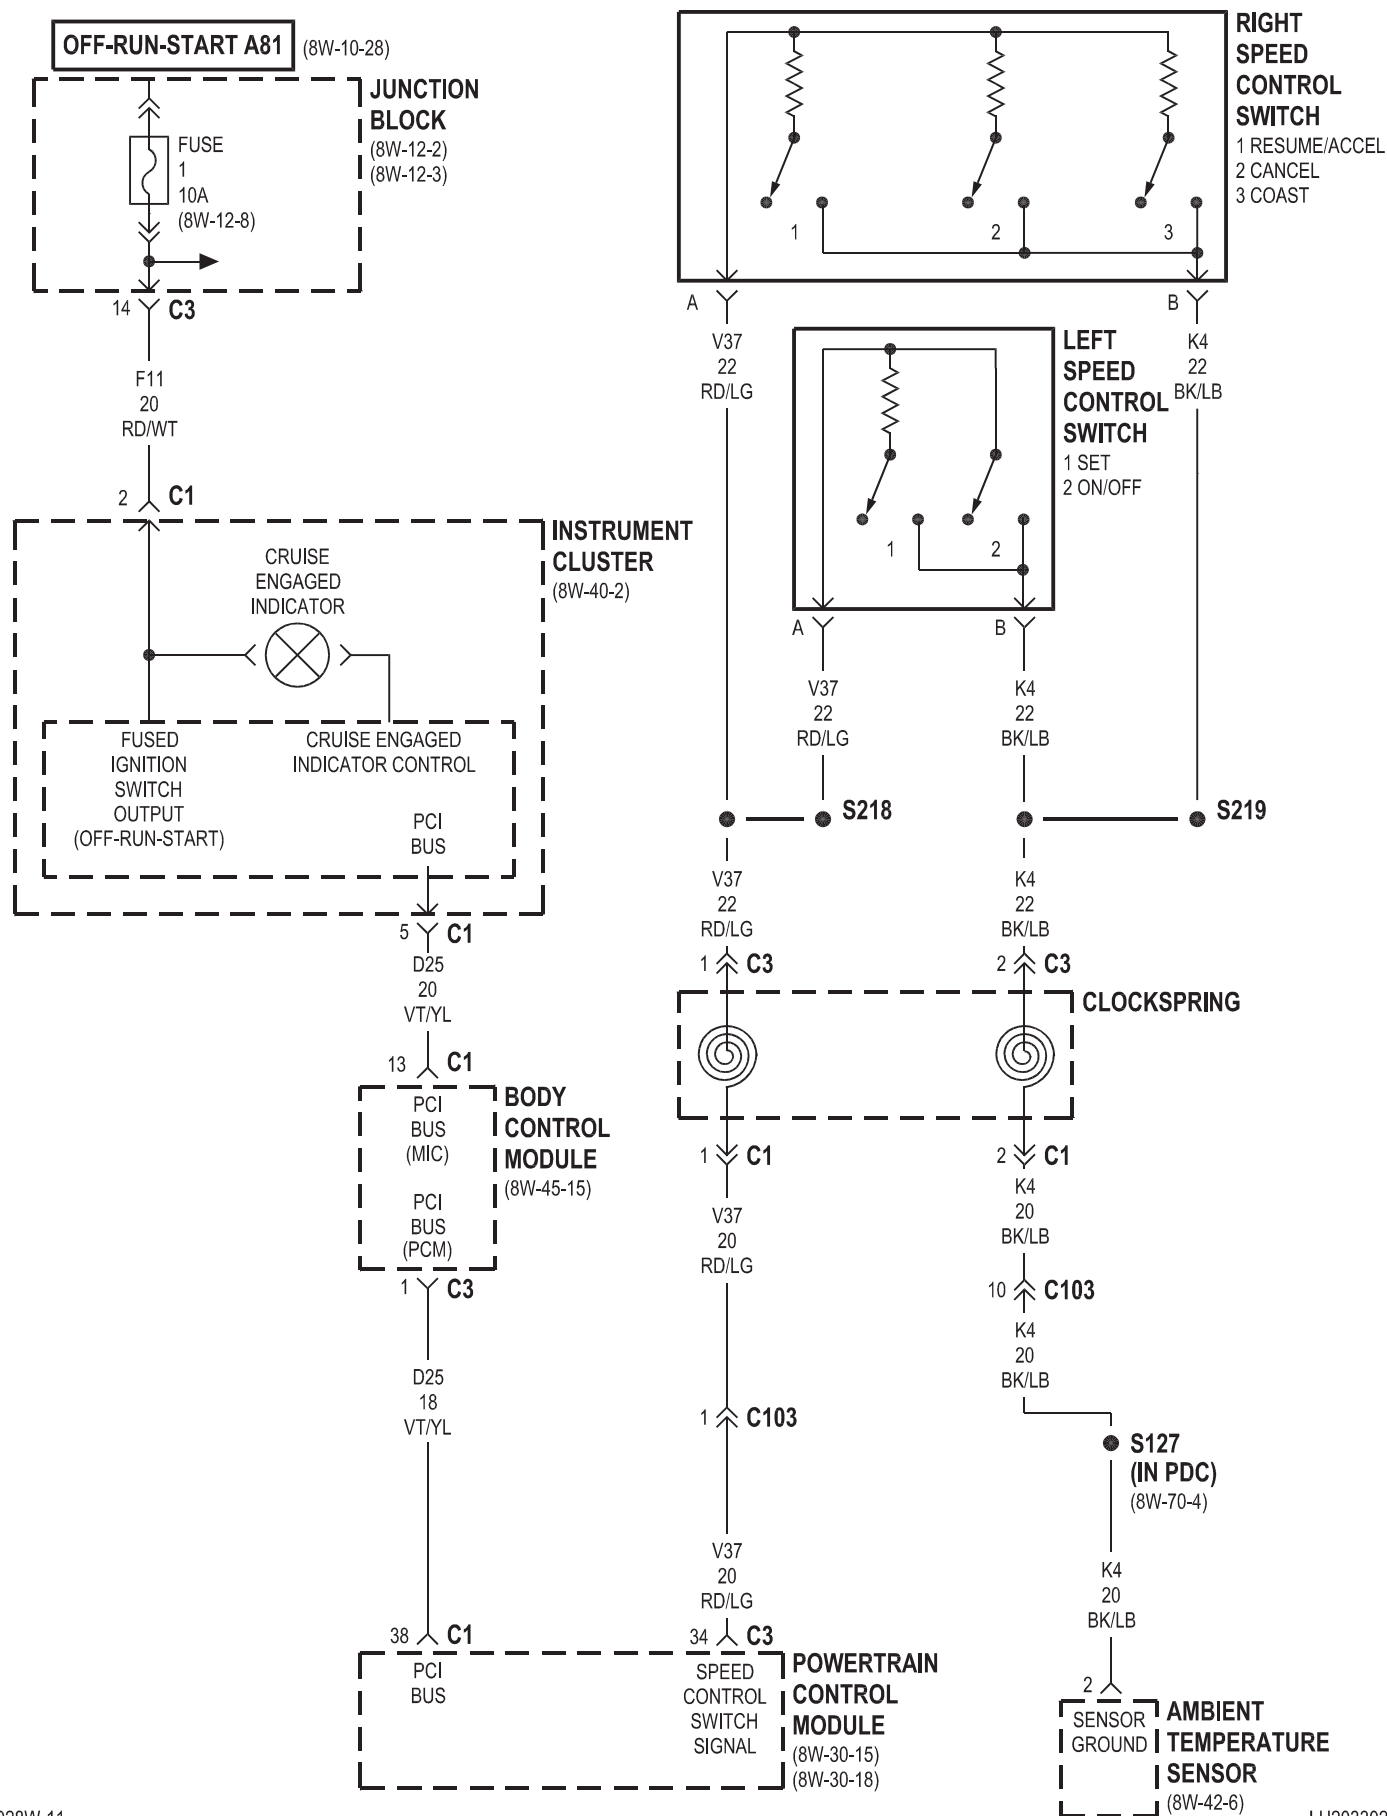 OFF-RUN-START A81 (8W-10-28)
JUNCTION
BLOCK
(8W-12-2)
(8W-12-3)
FUSE
1
10A
(8W-12-8)
14 C3
F11
20
RD/WT
2 C1
INSTRUMENT
CLUSTER
(8W-40-2)
CRUISE
ENGAGED
INDICATOR
FUSED
IGNITION
SWITCH
OUTPUT
(OFF-RUN-START)
CRUISE ENGAGED
INDICATOR CONTROL
PCI
BUS
5 C1
D25
20
VT/YL
13 C1
PCI
BUS
(MIC)
PCI
BUS
(PCM)
BODY
CONTROL
MODULE
(8W-45-15)
1 C3
D25
18
VT/YL
38 C1
PCI
BUS
RIGHT
SPEED
CONTROL
SWITCH
1 RESUME/ACCEL
2 CANCEL
3 COAST
1 2 3
A B
V37
22
RD/LG
K4
22
BK/LB
LEFT
SPEED
CONTROL
SWITCH
1 SET
2 ON/OFF
1 2
A B
V37
22
RD/LG
K4
22
BK/LB
S218 S219
V37
22
RD/LG
K4
22
BK/LB
1 C3
2 C3
CLOCKSPRING
1 C1
2 C1
V37
20
RD/LG
K4
20
BK/LB
10 C103
K4
20
BK/LB
1 C103
S127
(IN PDC)
(8W-70-4)
V37
20
RD/LG
K4
20
BK/LB
34 C3
SPEED
CONTROL
SWITCH
SIGNAL
POWERTRAIN
CONTROL
MODULE
(8W-30-15)
(8W-30-18)
2
SENSOR
GROUND
AMBIENT
TEMPERATURE
SENSOR
(8W-42-6)